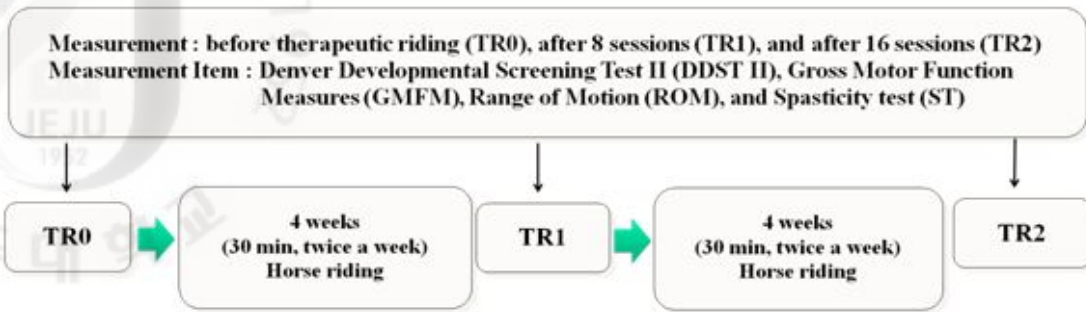 Measurement : before therapeutic riding (TR0), after 8 sessions (TR1), and after 16 sessions (TR2)
Measurement Item : Denver Developmental Screening Test II (DDST II), Gross Motor Function
Measures (GMFM), Range of Motion (ROM), and Spasticity test (ST)
TR0
4 weeks
(30 min, twice a week)
Horse riding
TR1
4 weeks
(30 min, twice a week)
Horse riding
TR2
JEJU
1952